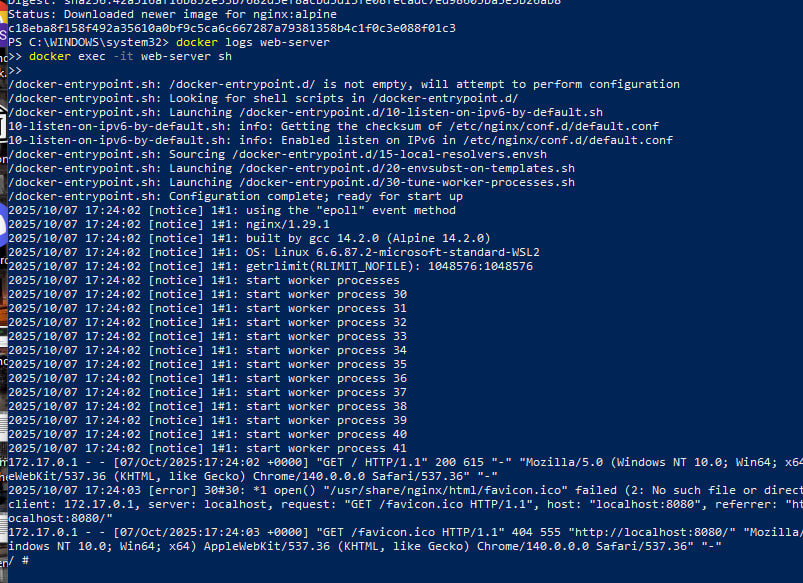 Status: Downloaded newer image for nginx:alpine
c18eba8f158f492a35610a0bf9c5ca6c667287a79381358b4c1f0c3e088f01c3
PS C:\WINDOWS\system32> docker logs web-server
>> docker exec -it web-server sh
>>
/docker-entrypoint.sh: /docker-entrypoint.d/ is not empty, will attempt to perform configuration
/docker-entrypoint.sh: Looking for shell scripts in /docker-entrypoint.d/
/docker-entrypoint.sh: Launching /docker-entrypoint.d/10-listen-on-ipv6-by-default.sh
10-listen-on-ipv6-by-default.sh: info: Getting the checksum of /etc/nginx/conf.d/default.conf
10-listen-on-ipv6-by-default.sh: info: Enabled listen on IPv6 in /etc/nginx/conf.d/default.conf
/docker-entrypoint.sh: Sourcing /docker-entrypoint.d/15-local-resolvers.envsh
/docker-entrypoint.sh: Launching /docker-entrypoint.d/20-envsubst-on-templates.sh
/docker-entrypoint.sh: Launching /docker-entrypoint.d/30-tune-worker-processes.sh
/docker-entrypoint.sh: Configuration complete; ready for start up
2025/10/07 17:24:02 [notice] 1#1: using the "epoll" event method
2025/10/07 17:24:02 [notice] 1#1: nginx/1.29.1
2025/10/07 17:24:02 [notice] 1#1: built by gcc 14.2.0 (Alpine 14.2.0)
2025/10/07 17:24:02 [notice] 1#1: OS: Linux 6.6.87.2-microsoft-standard-WSL2
2025/10/07 17:24:02 [notice] 1#1: getrlimit(RLIMIT_NOFILE): 1048576:1048576
2025/10/07 17:24:02 [notice] 1#1: start worker processes
2025/10/07 17:24:02 [notice] 1#1: start worker process 30
2025/10/07 17:24:02 [notice] 1#1: start worker process 31
2025/10/07 17:24:02 [notice] 1#1: start worker process 32
2025/10/07 17:24:02 [notice] 1#1: start worker process 33
2025/10/07 17:24:02 [notice] 1#1: start worker process 34
2025/10/07 17:24:02 [notice] 1#1: start worker process 35
2025/10/07 17:24:02 [notice] 1#1: start worker process 36
2025/10/07 17:24:02 [notice] 1#1: start worker process 37
2025/10/07 17:24:02 [notice] 1#1: start worker process 38
2025/10/07 17:24:02 [notice] 1#1: start worker process 39
2025/10/07 17:24:02 [notice] 1#1: start worker process 40
2025/10/07 17:24:02 [notice] 1#1: start worker process 41
172.17.0.1 - - [07/Oct/2025:17:24:02 +0000] "GET / HTTP/1.1" 200 615 "-" "Mozilla/5.0 (Windows NT 10.0; Win64; x64
eWebKit/537.36 (KHTML, like Gecko) Chrome/140.0.0.0 Safari/537.36" "-"
2025/10/07 17:24:03 [error] 30#30: *1 open() "/usr/share/nginx/html/favicon.ico" failed (2: No such file or direct
client: 172.17.0.1, server: localhost, request: "GET /favicon.ico HTTP/1.1", host: "localhost:8080", referrer: "ht
ocalhost:8080/"
172.17.0.1 - - [07/Oct/2025:17:24:03 +0000] "GET /favicon.ico HTTP/1.1" 404 555 "http://localhost:8080/" "Mozilla/
indows NT 10.0; Win64; x64) AppleWebKit/537.36 (KHTML, like Gecko) Chrome/140.0.0.0 Safari/537.36" "-"
/ #